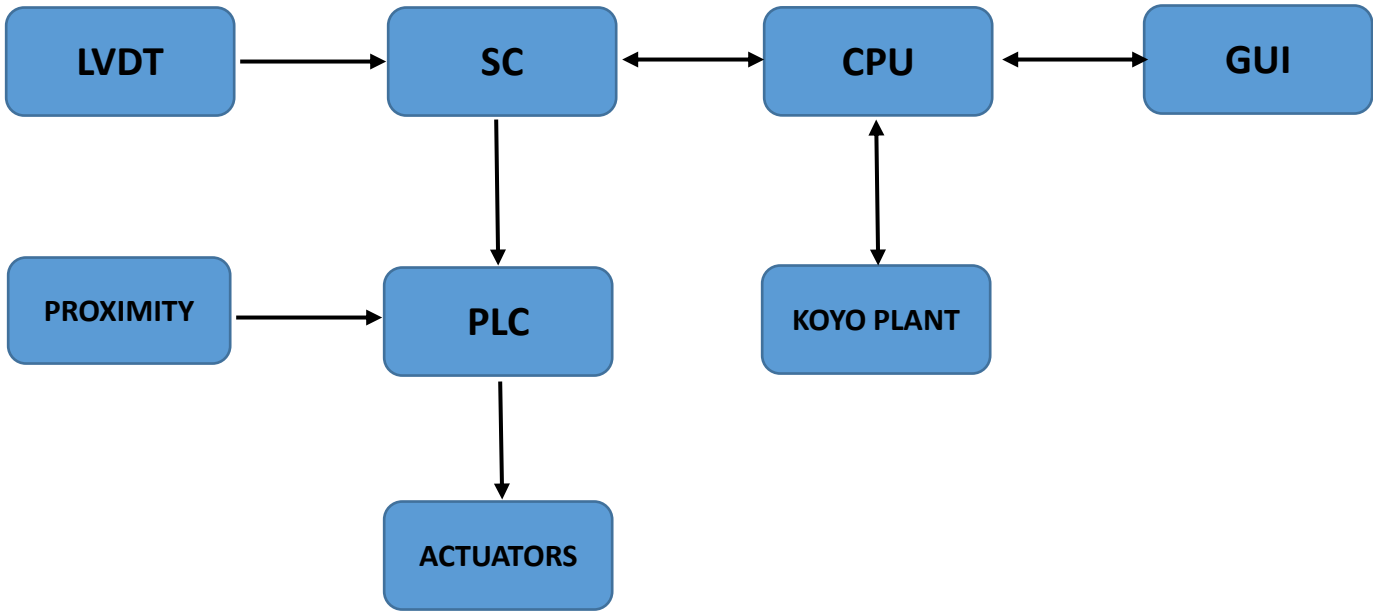 LVDT
SC
CPU
GUI
PROXIMITY
PLC
KOYO PLANT
ACTUATORS